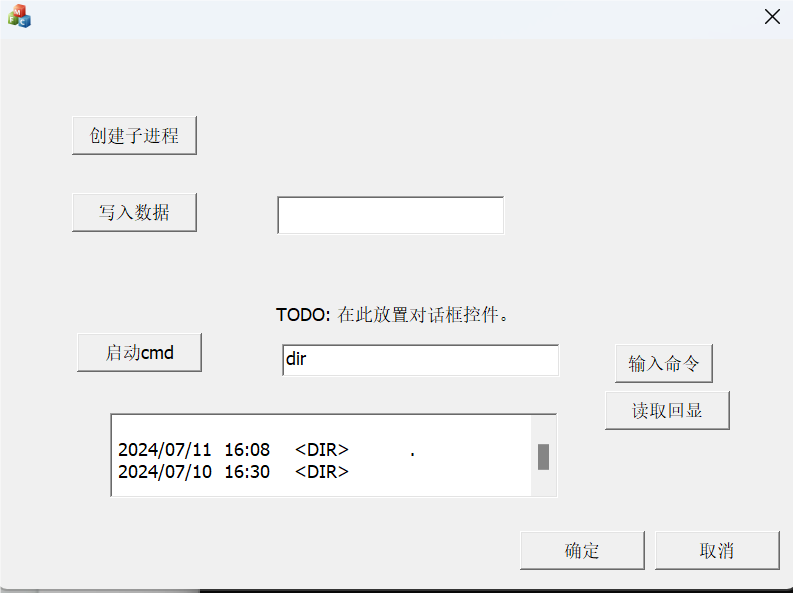 创建子进程
写入数据
TODO: 在此放置对话框控件。
启动cmd
dir
输入命令
读取回显
2024/07/11 16:08 <DIR> .
2024/07/10 16:30 <DIR>
确定 取消